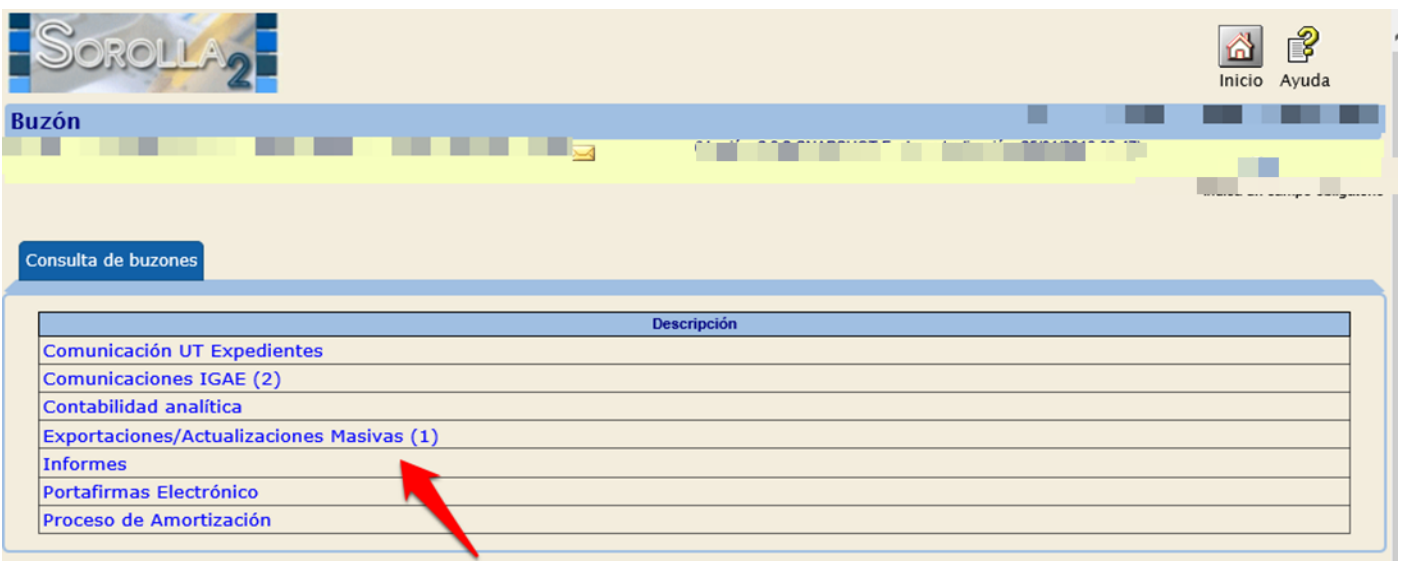 SOROLLA2
Inicio Ayuda
Buzón
Consulta de buzones
Descripción
Comunicación UT Expedientes
Comunicaciones IGAE (2)
Contabilidad analítica
Exportaciones/Actualizaciones Masivas (1)
Informes
Portafirmas Electrónico
Proceso de Amortización